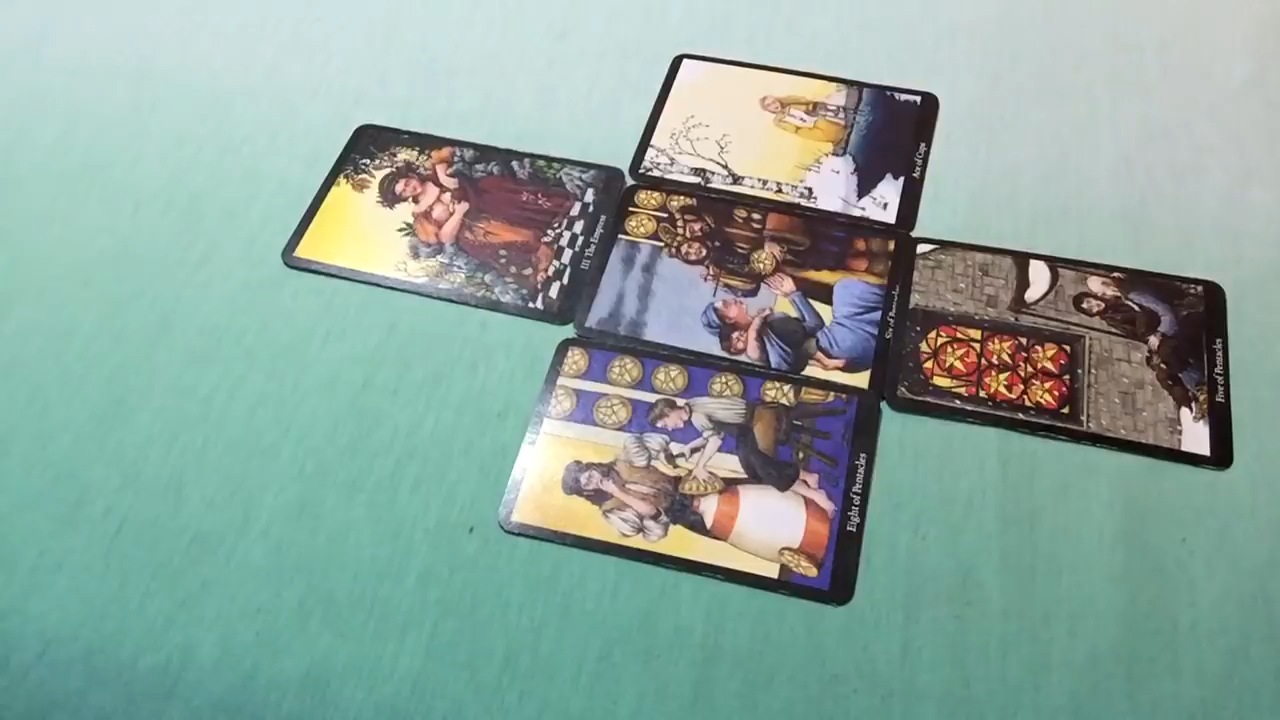 Ace of Cups
III The Empress
Six of Pentacles
Five of Pentacles
Eight of Pentacles